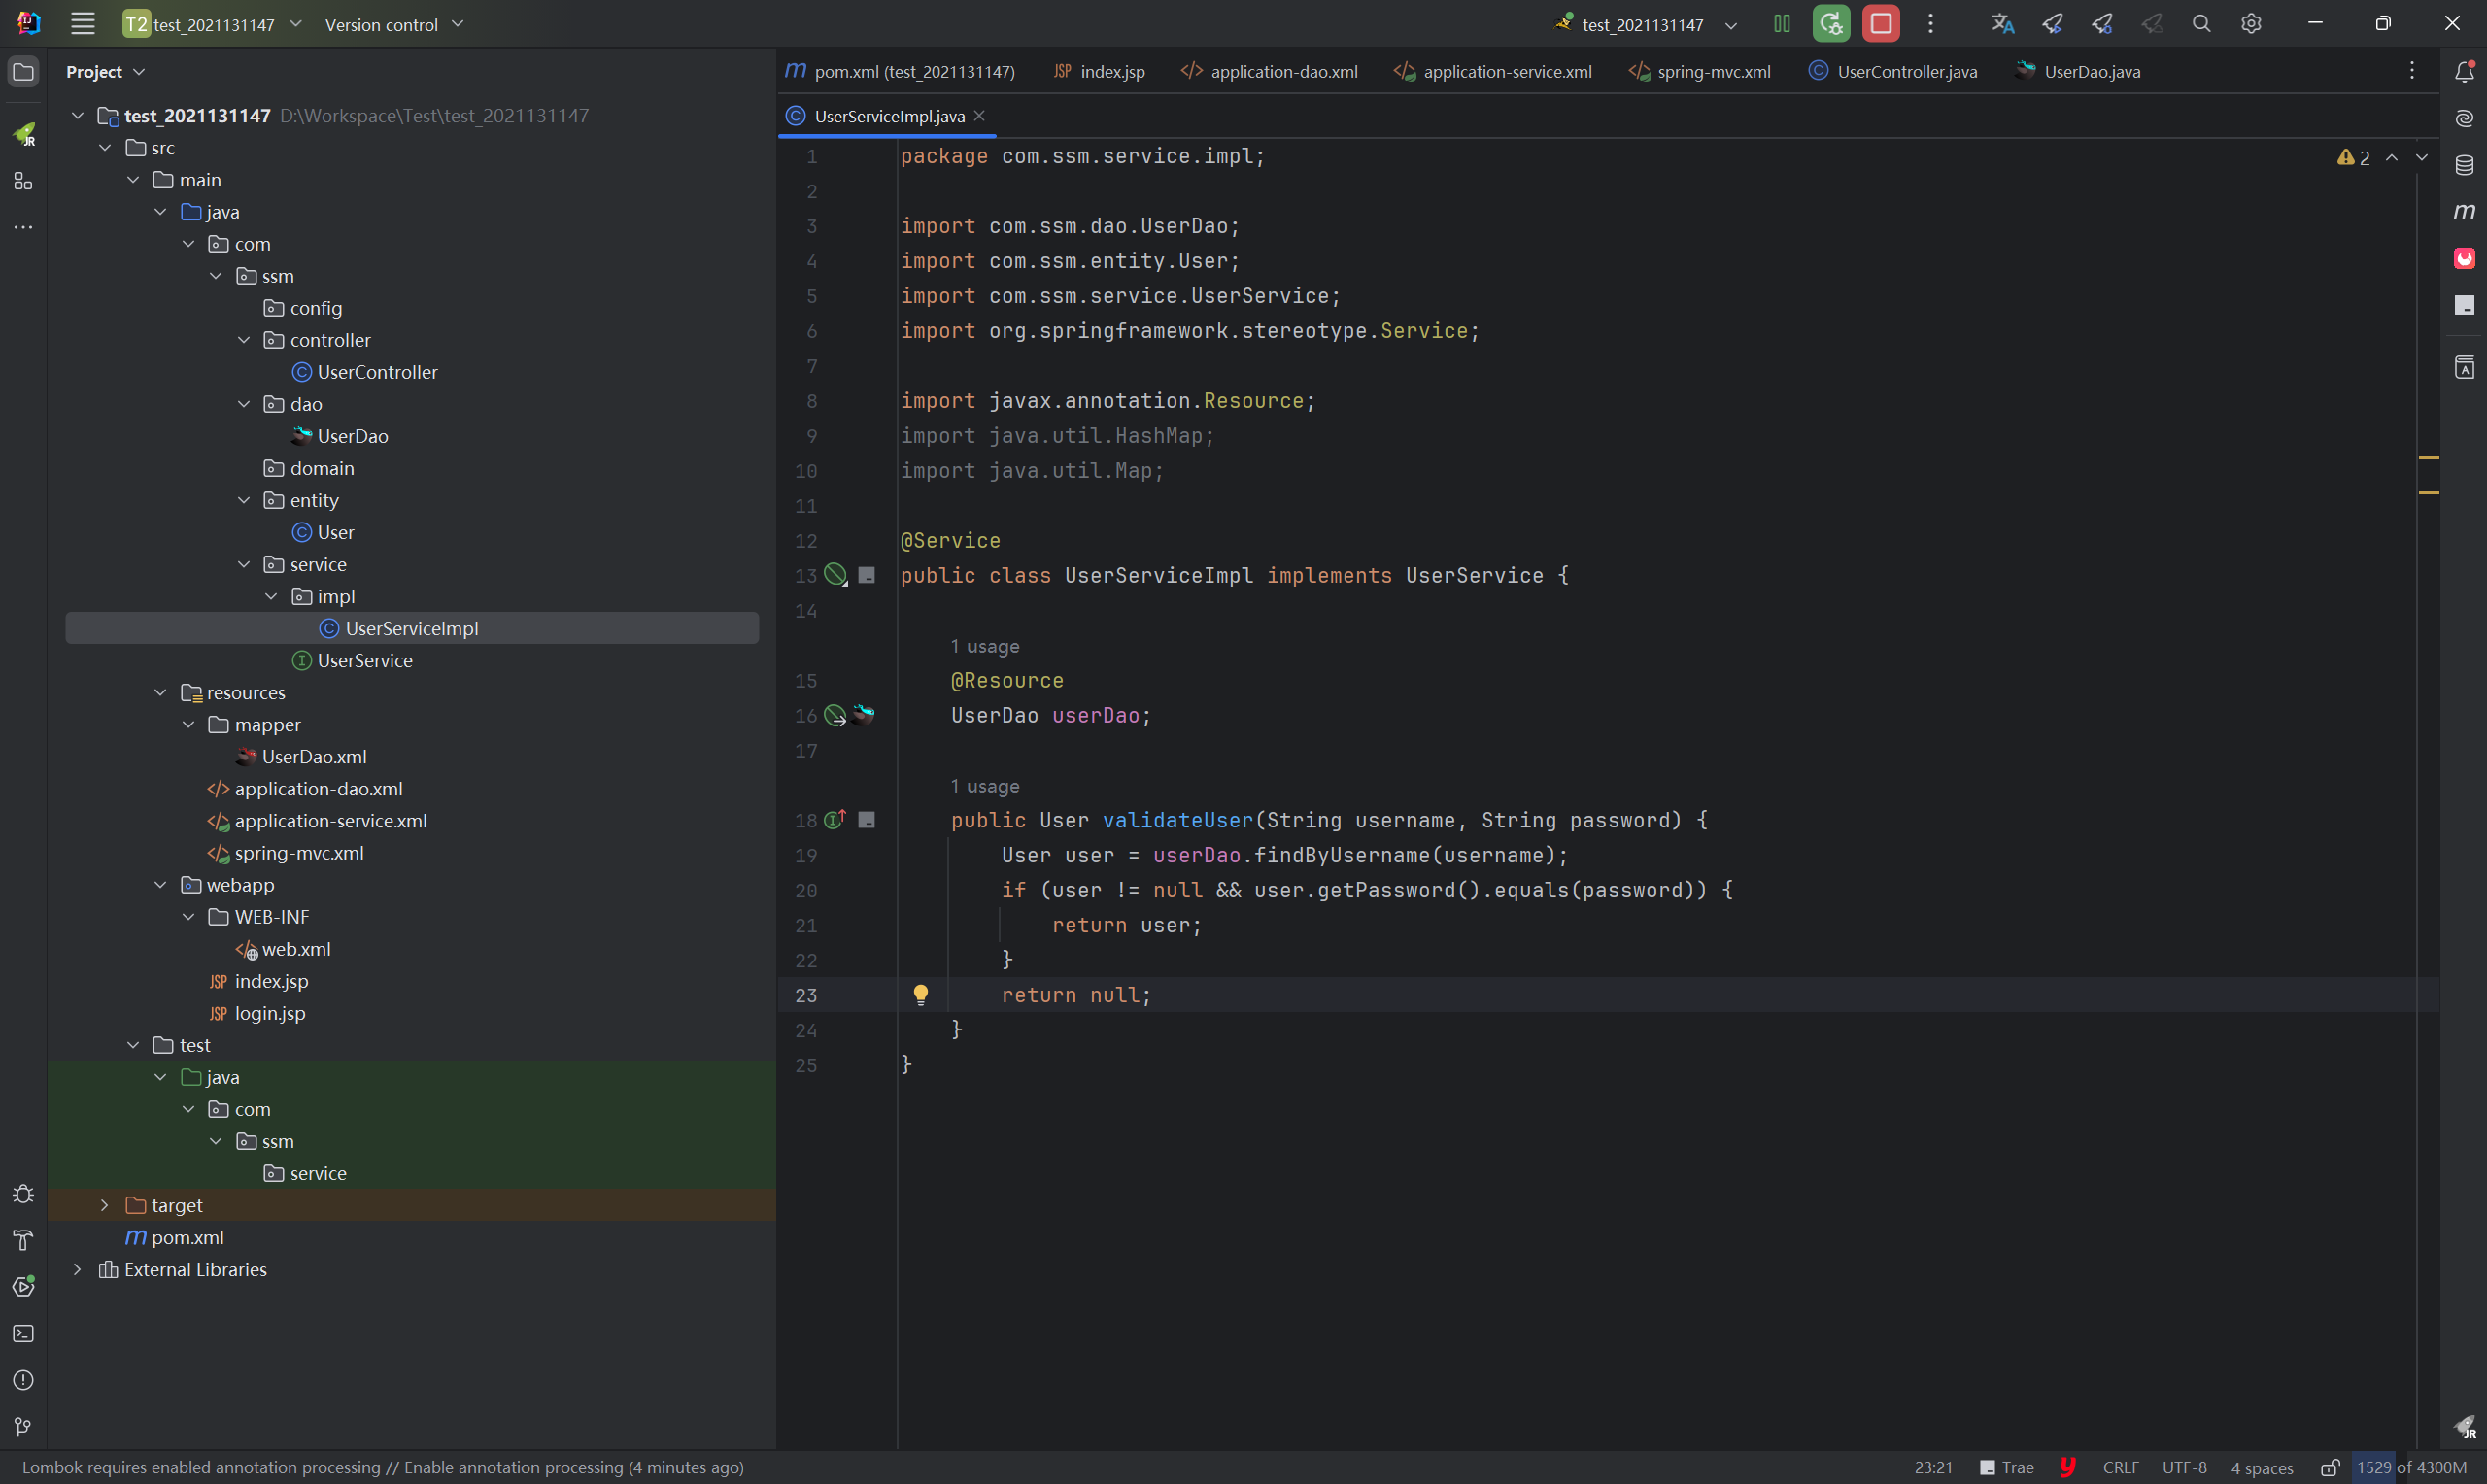 T2 test_2021131147 Version control test_2021131147
Project
test_2021131147 D:\Workspace\Test\test_2021131147
src
main
java
com
ssm
config
controller
UserController
dao
UserDao
domain
entity
User
service
impl
UserServiceImpl
UserService
resources
mapper
UserDao.xml
application-dao.xml
application-service.xml
spring-mvc.xml
webapp
WEB-INF
web.xml
JSP index.jsp
JSP login.jsp
test
java
com
ssm
service
target
m pom.xml
External Libraries
m pom.xml (test_2021131147) JSP index.jsp application-dao.xml application-service.xml spring-mvc.xml UserController.java UserDao.java
UserServiceImpl.java
2
1 package com.ssm.service.impl;
2
3 import com.ssm.dao.UserDao;
4 import com.ssm.entity.User;
5 import com.ssm.service.UserService;
6 import org.springframework.stereotype.Service;
7
8 import javax.annotation.Resource;
9 import java.util.HashMap;
10 import java.util.Map;
11
12 @Service
13 public class UserServiceImpl implements UserService {
14
1 usage
15 @Resource
16 UserDao userDao;
17
1 usage
18 public User validateUser(String username, String password) {
19 User user = userDao.findByUsername(username);
20 if (user != null && user.getPassword().equals(password)) {
21 return user;
22 }
23 return null;
24 }
25 }
Lombok requires enabled annotation processing // Enable annotation processing (4 minutes ago)
23:21 Trae y CRLF UTF-8 4 spaces 1529 of 4300M